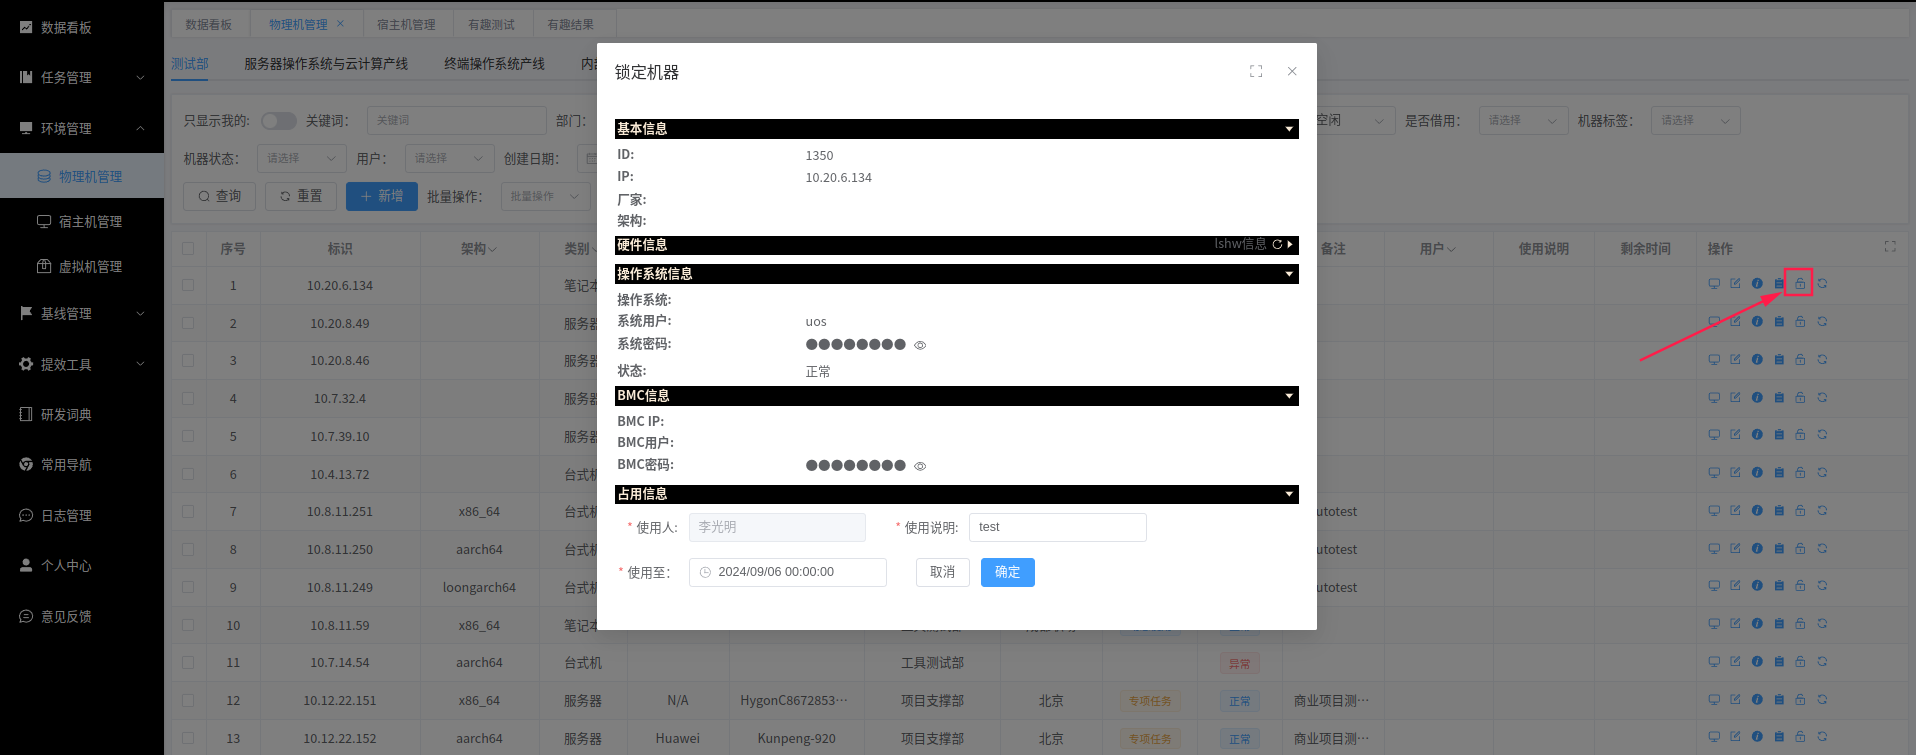 数据看板
任务管理
环境管理
物理机管理
宿主机管理
虚拟机管理
基线管理
提效工具
研发词典
常用导航
日志管理
个人中心
意见反馈
数据看板 物理机管理 宿主机管理 有趣测试 有趣结果
测试部 服务器操作系统与云计算产线 终端操作系统产线
只显示我的: 关键词: 关键词 部门: 空闲 是否借用: 请选择 机器标签: 请选择
机器状态: 请选择 用户: 请选择 创建日期:
查询 重置 新增 批量操作: 批量操作
序号 标识 架构 类别 备注 用户 使用说明 剩余时间 操作
1 10.20.6.134 笔记本
2 10.20.8.49 服务器
3 10.20.8.46 服务器
4 10.7.32.4 服务器
5 10.7.39.10 服务器
6 10.4.13.72 台式机
7 10.8.11.251 x86_64 台式机 utotest
8 10.8.11.250 aarch64 台式机 utotest
9 10.8.11.249 loongarch64 台式机 utotest
10 10.8.11.59 x86_64 笔记本
11 10.7.14.54 aarch64 台式机 工具测试部 异常
12 10.12.22.151 x86_64 服务器 N/A HygonC8672853··· 项目支撑部 北京 专项任务 正常 商业项目测···
13 10.12.22.152 aarch64 服务器 Huawei Kunpeng-920 项目支撑部 北京 专项任务 正常 商业项目测···
锁定机器
基本信息
ID: 1350
IP: 10.20.6.134
厂家:
架构:
硬件信息 lshw信息
操作系统信息
操作系统:
系统用户: uos
系统密码: ●●●●●●●●
状态: 正常
BMC信息
BMC IP:
BMC用户:
BMC密码: ●●●●●●●●
占用信息
* 使用人: 李光明 * 使用说明: test
* 使用至: 2024/09/06 00:00:00 取消 确定